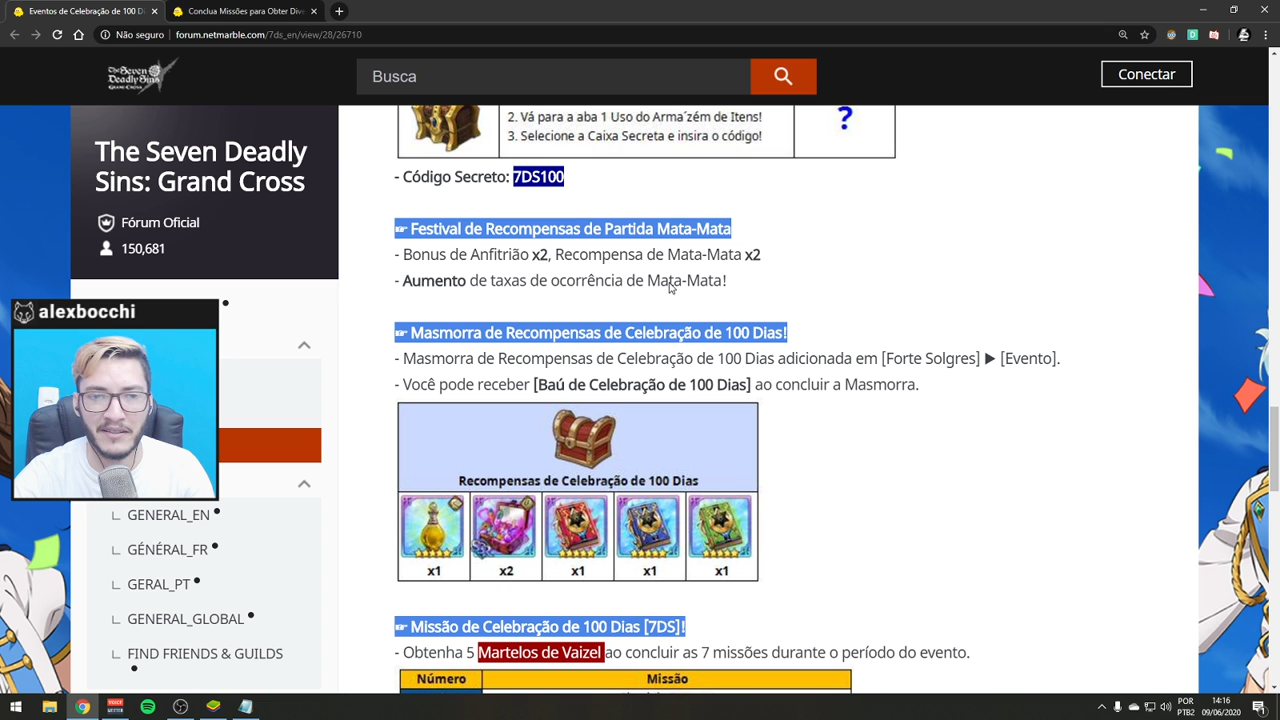 Eventos de Celebração de 100 Di
Conclua Missões para Obter Dive
Não seguro
forum.netmarble.com/7ds_en/view/28/26710
The Seven
Deadly Sins
GRAND CROSS
Busca
Conectar
The Seven Deadly
Sins: Grand Cross
Fórum Oficial
150,681
alexbocchi
GENERAL_EN
GÉNÉRAL_FR
GERAL_PT
GENERAL_GLOBAL
FIND FRIENDS & GUILDS
2. Vá para a aba 1 Uso do Arma´zém de Itens!
3. Selecione a Caixa Secreta e insira o código!
?
- Código Secreto: 7DS100
☞ Festival de Recompensas de Partida Mata-Mata
- Bonus de Anfitrião x2, Recompensa de Mata-Mata x2
- Aumento de taxas de ocorrência de Mata-Mata!
☞ Masmorra de Recompensas de Celebração de 100 Dias!
- Masmorra de Recompensas de Celebração de 100 Dias adicionada em [Forte Solgres] ▶ [Evento].
- Você pode receber [Baú de Celebração de 100 Dias] ao concluir a Masmorra.
Recompensas de Celebração de 100 Dias
x1 x2 x1 x1 x1
☞ Missão de Celebração de 100 Dias [7DS]!
- Obtenha 5 Martelos de Vaizel ao concluir as 7 missões durante o período do evento.
Número Missão
POR
PTB2
14:16
09/06/2020